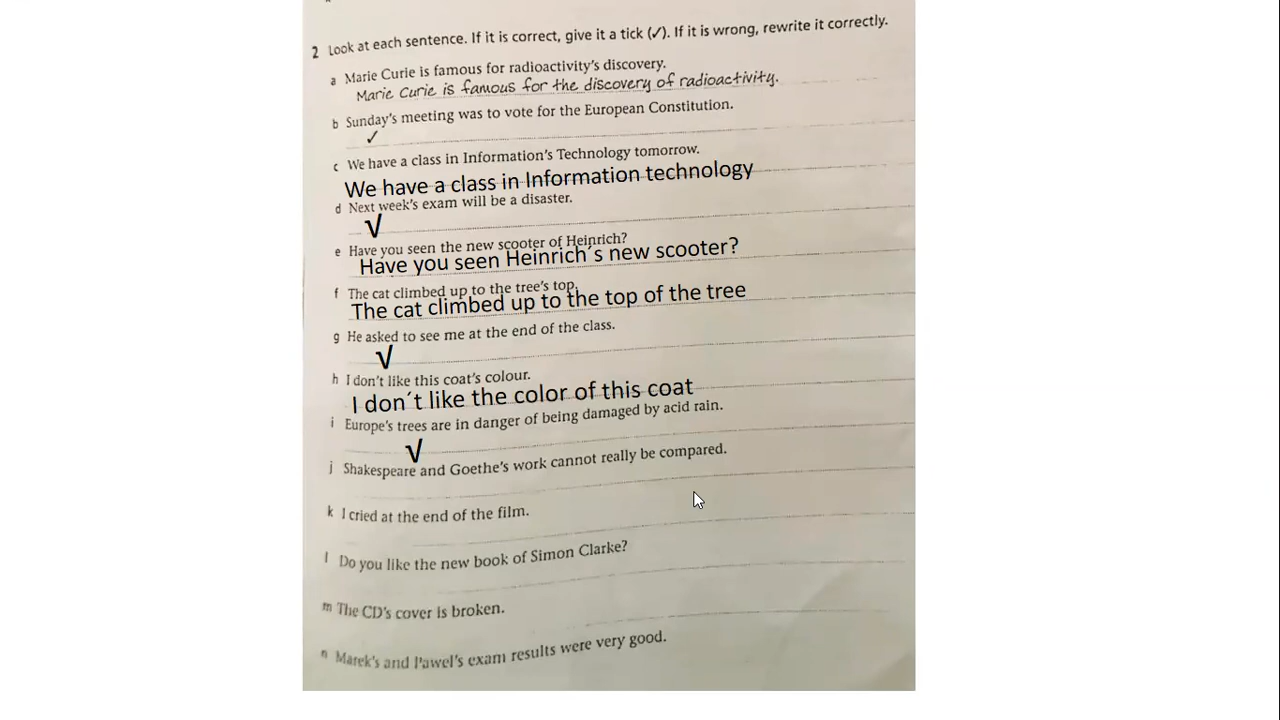 2 Look at each sentence. If it is correct, give it a tick (✓). If it is wrong, rewrite it correctly.
a Marie Curie is famous for radioactivity's discovery.
Marie Curie is famous for the discovery of radioactivity.
b Sunday's meeting was to vote for the European Constitution.
✓
c We have a class in Information's Technology tomorrow.
We have a class in Information technology
d Next week's exam will be a disaster.
√
e Have you seen the new scooter of Heinrich?
Have you seen Heinrich´s new scooter?
f The cat climbed up to the tree's top.
The cat climbed up to the top of the tree
g He asked to see me at the end of the class.
√
h I don't like this coat's colour.
I don´t like the color of this coat
i Europe's trees are in danger of being damaged by acid rain.
√
j Shakespeare and Goethe's work cannot really be compared.
k I cried at the end of the film.
l Do you like the new book of Simon Clarke?
m The CD's cover is broken.
n Marek's and Pawel's exam results were very good.